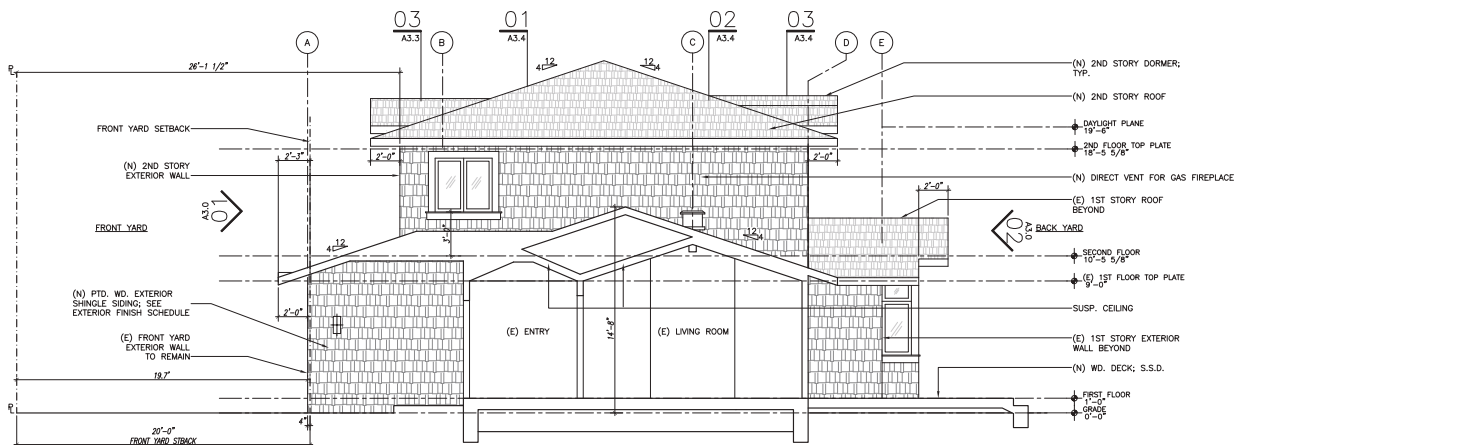 03
A3.3
01
A3.4
02
A3.4
03
A3.4
A
B
C
D
E
26'-1 1/2"
12
4
12
4
(N) 2ND STORY DORMER;
TYP.
(N) 2ND STORY ROOF
FRONT YARD SETBACK
DAYLIGHT PLANE
19'-6"
2ND FLOOR TOP PLATE
18'-5 5/8"
2'-3"
2'-0"
2'-0"
(N) 2ND STORY
EXTERIOR WALL
(N) DIRECT VENT FOR GAS FIREPLACE
2'-0"
(E) 1ST STORY ROOF
BEYOND
A3.0
01
FRONT YARD
A3.0
02
BACK YARD
12
4
12
4
SECOND FLOOR
10'-5 5/8"
(E) 1ST FLOOR TOP PLATE
9'-0"
(N) PTD. WD. EXTERIOR
SHINGLE SIDING; SEE
EXTERIOR FINISH SCHEDULE
2'-0"
SUSP. CEILING
(E) ENTRY
14'-8"
(E) LIVING ROOM
(E) FRONT YARD
EXTERIOR WALL
TO REMAIN
(E) 1ST STORY EXTERIOR
WALL BEYOND
19.7'
(N) WD. DECK; S.S.D.
FIRST FLOOR
1'-0"
GRADE
0'-0"
4"
20'-0"
FRONT YARD STBACK